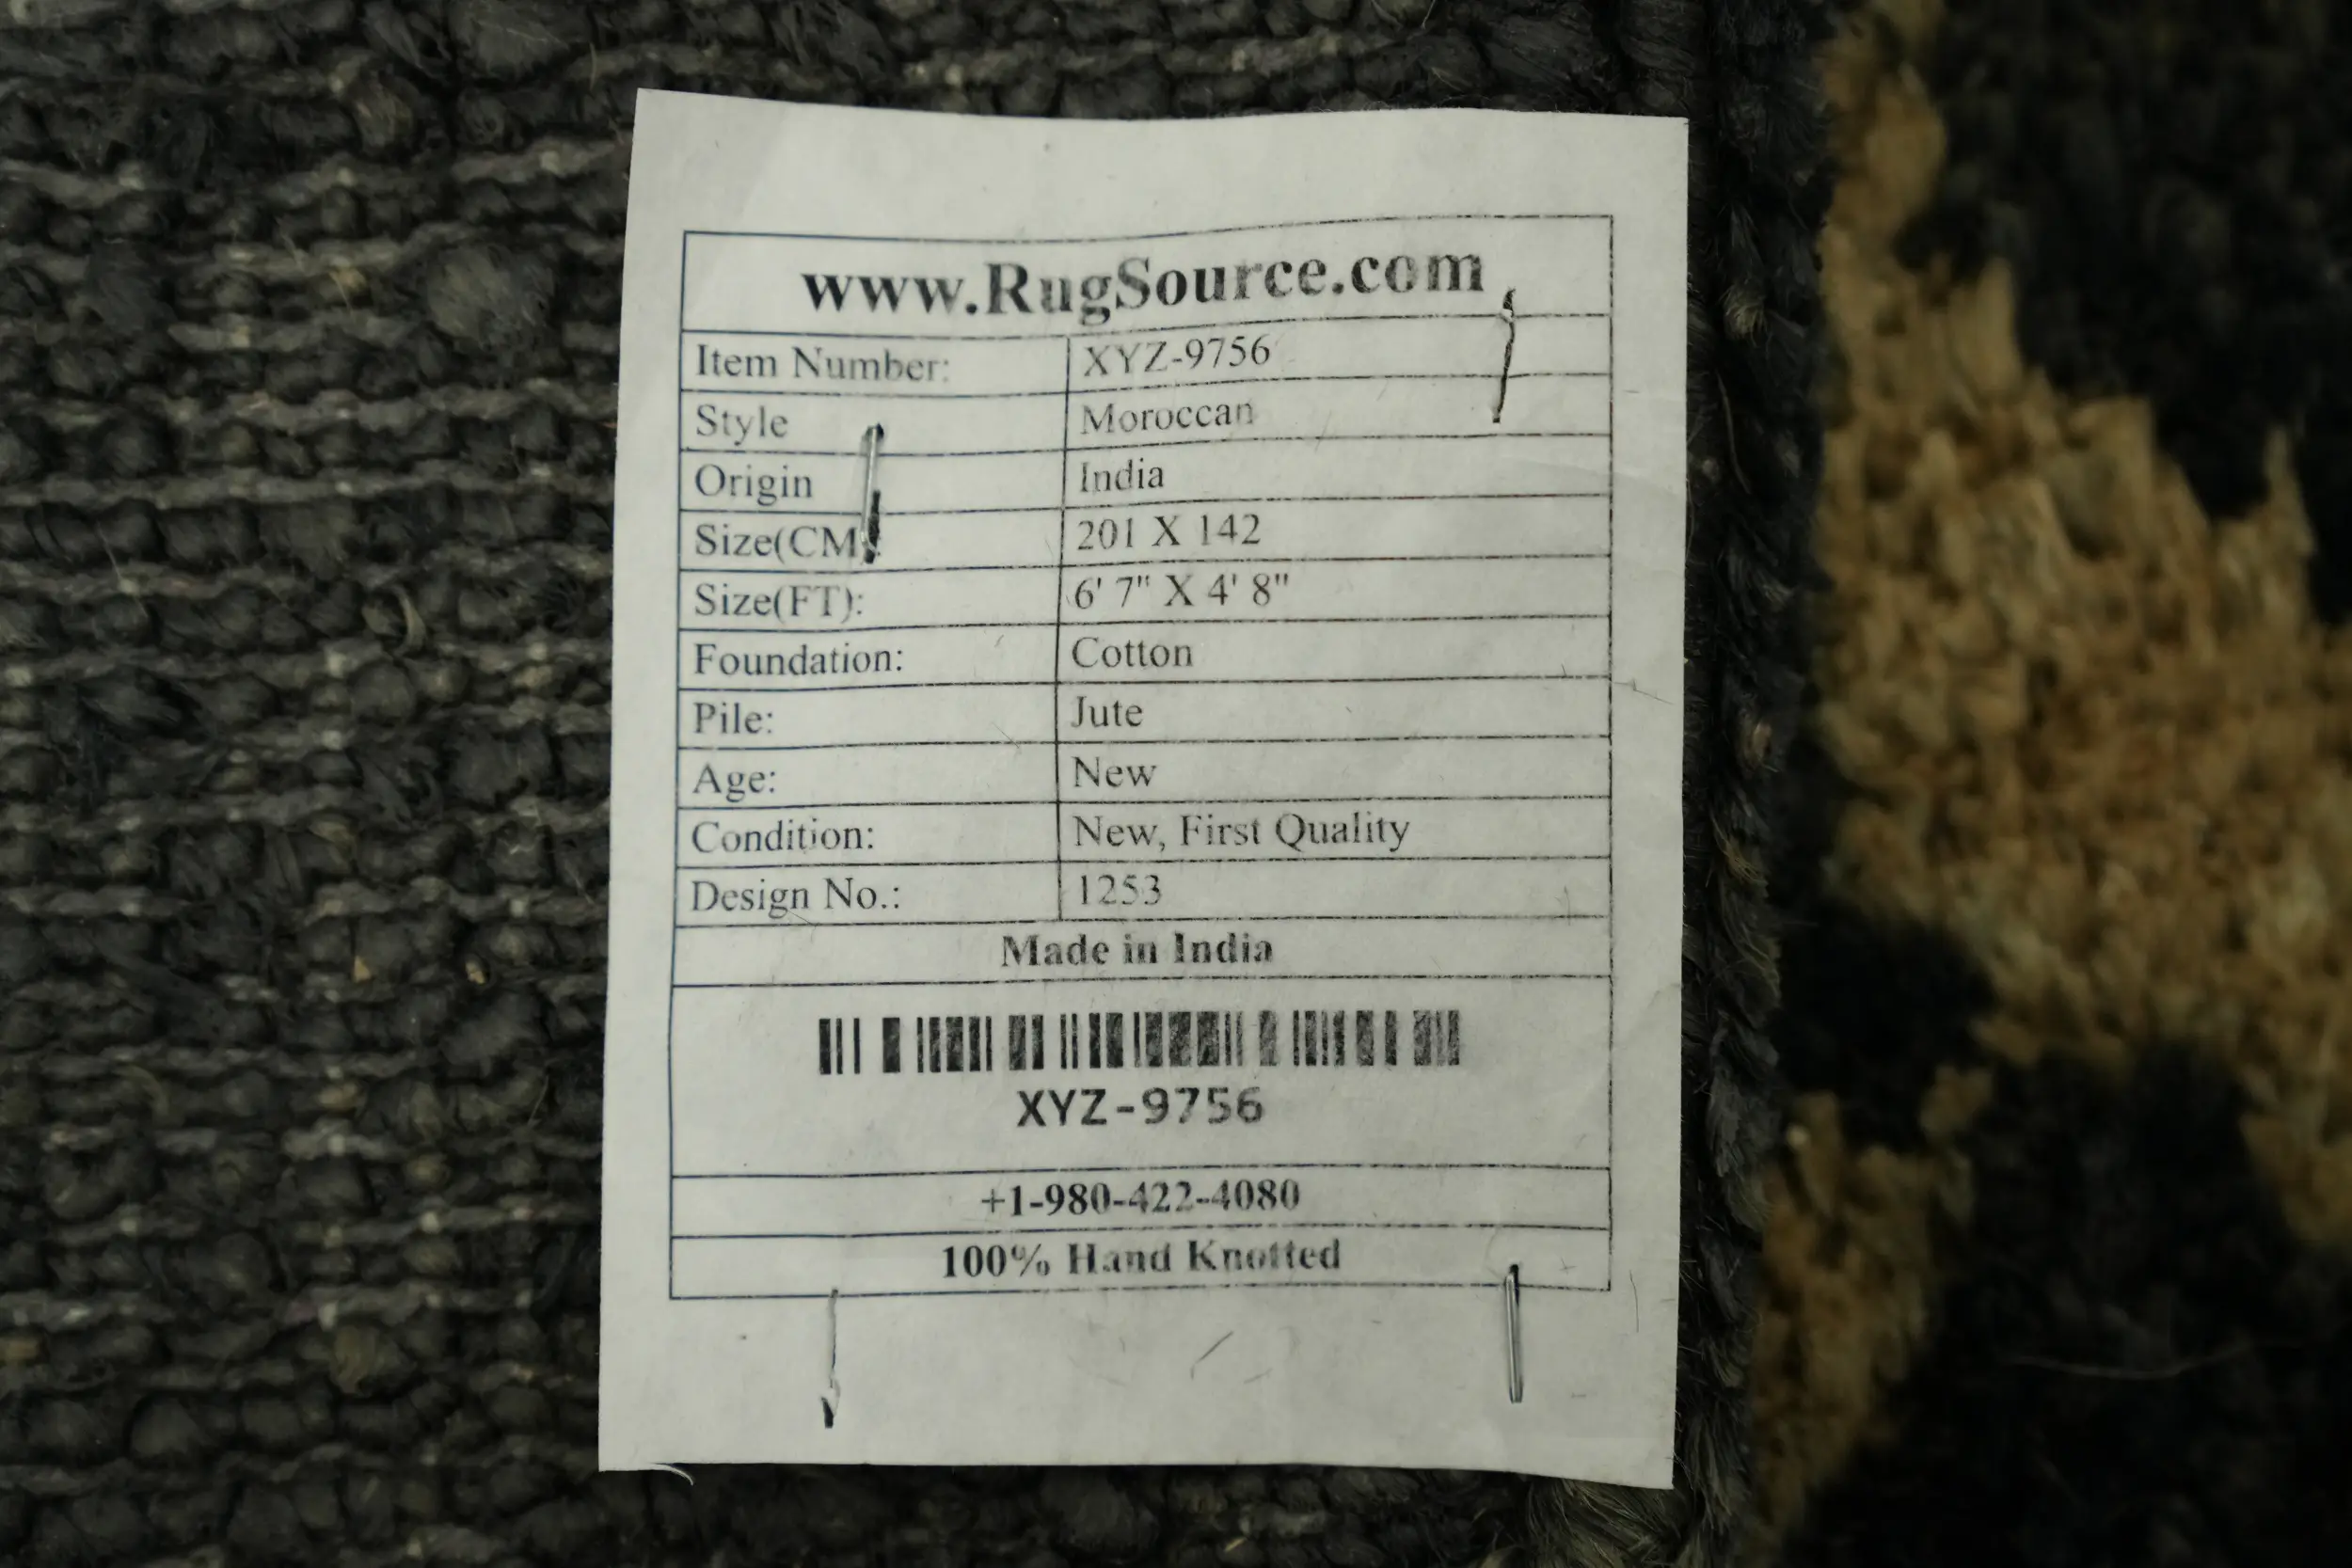 www.RugSource.com
Item Number: XYZ-9756
Style Moroccan
Origin India
Size(CM): 201 X 142
Size(FT): 6' 7" X 4' 8"
Foundation: Cotton
Pile: Jute
Age: New
Condition: New, First Quality
Design No.: 1253
Made in India
XYZ-9756
+1-980-422-4080
100% Hand Knotted